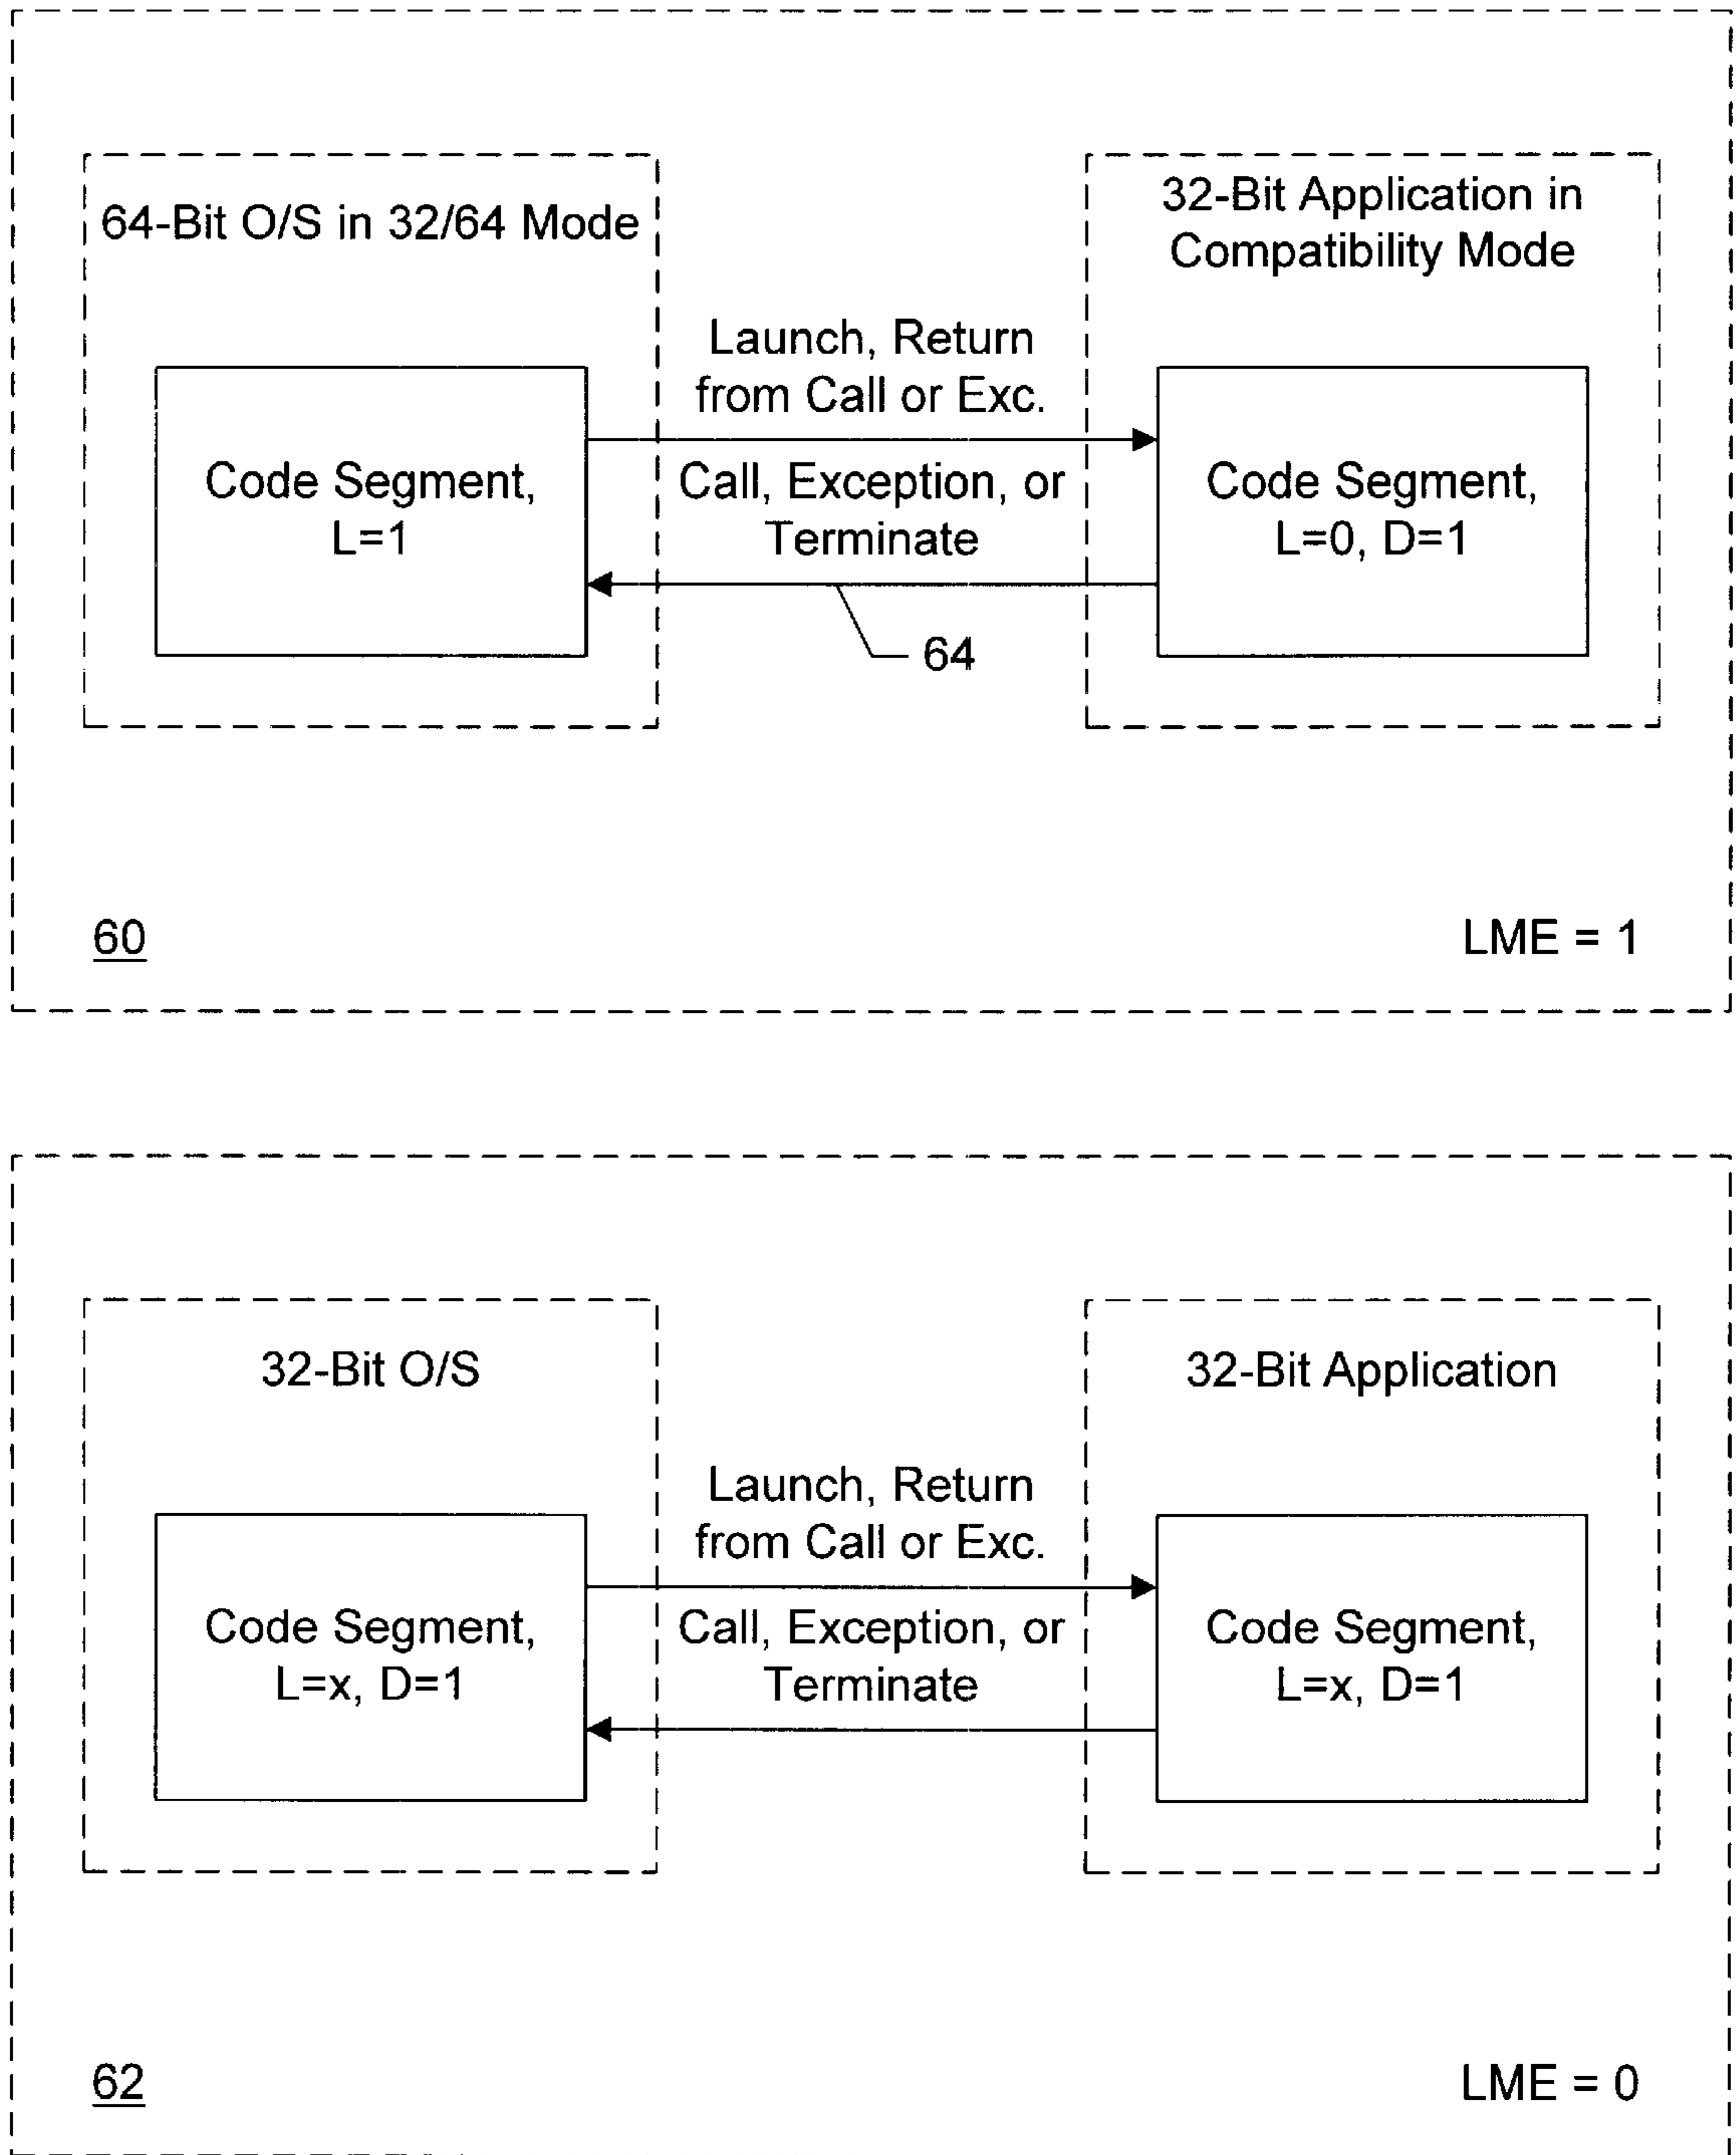 64-Bit O/S in 32/64 Mode
32-Bit Application in
Compatibility Mode
Launch, Return
from Call or Exc.
Code Segment,
L=1
Call, Exception, or
Terminate
Code Segment,
L=0, D=1
64
60
LME = 1
32-Bit O/S
32-Bit Application
Launch, Return
from Call or Exc.
Code Segment,
L=x, D=1
Call, Exception, or
Terminate
Code Segment,
L=x, D=1
62
LME = 0